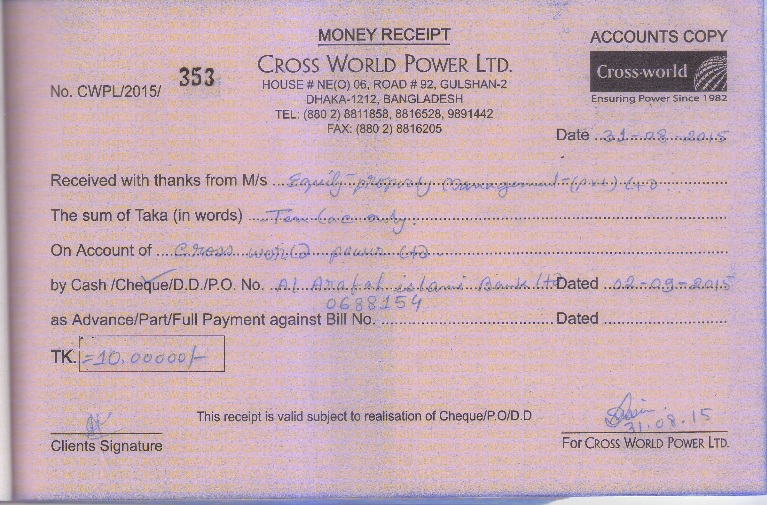 MONEY RECEIPT
ACCOUNTS COPY
No. CWPL/2015/ 353
CROSS WORLD POWER LTD.
HOUSE # NE(O) 06, ROAD # 92, GULSHAN-2
DHAKA-1212, BANGLADESH
TEL: (880 2) 8811858, 8816528, 9891442
FAX: (880 2) 8816205
Cross-world
Ensuring Power Since 1982
Date 31-08-2015
Received with thanks from M/s Equity property Management (pvt) Ltd
The sum of Taka (in words) Ten Lac only.
On Account of Cross world power Ltd.
by Cash /Cheque/D.D./P.O. No. Al Arafat islami Bank ltd Dated 02-09-2015
0688154
as Advance/Part/Full Payment against Bill No. Dated
TK. =10.00000/-
This receipt is valid subject to realisation of Cheque/P.O/D.D
31.08.15
Clients Signature
For CROSS WORLD POWER LTD.